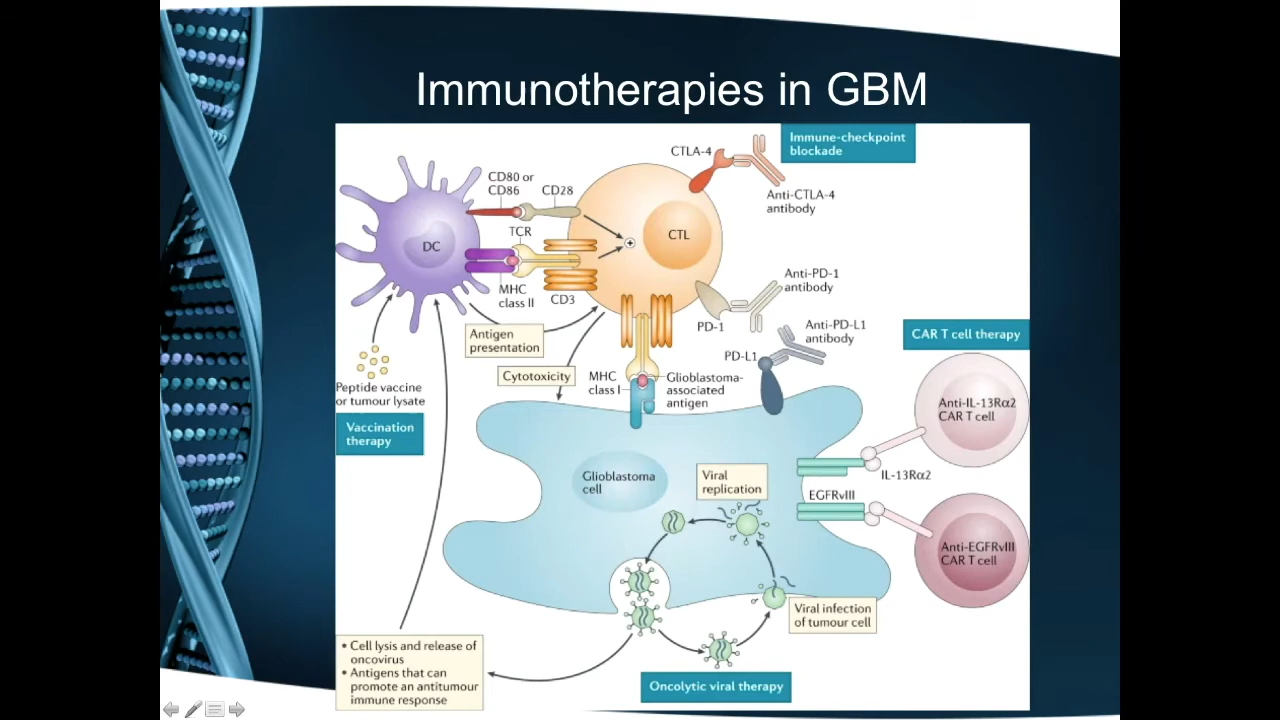 Immunotherapies in GBM
Immune-checkpoint
blockade
CTLA-4
Anti-CTLA-4
antibody
CD80 or
CD86
CD28
TCR
DC
CTL
MHC
class II
CD3
Anti-PD-1
antibody
PD-1
Anti-PD-L1
antibody
PD-L1
Antigen
presentation
Cytotoxicity
MHC
class I
Glioblastoma-
associated
antigen
Peptide vaccine
or tumour lysate
Vaccination
therapy
CAR T cell therapy
Anti-IL-13Rα2
CAR T cell
IL-13Rα2
EGFRvIII
Anti-EGFRvIII
CAR T cell
Glioblastoma
cell
Viral
replication
Viral infection
of tumour cell
Oncolytic viral therapy
• Cell lysis and release of
oncovirus
• Antigens that can
promote an antitumour
immune response